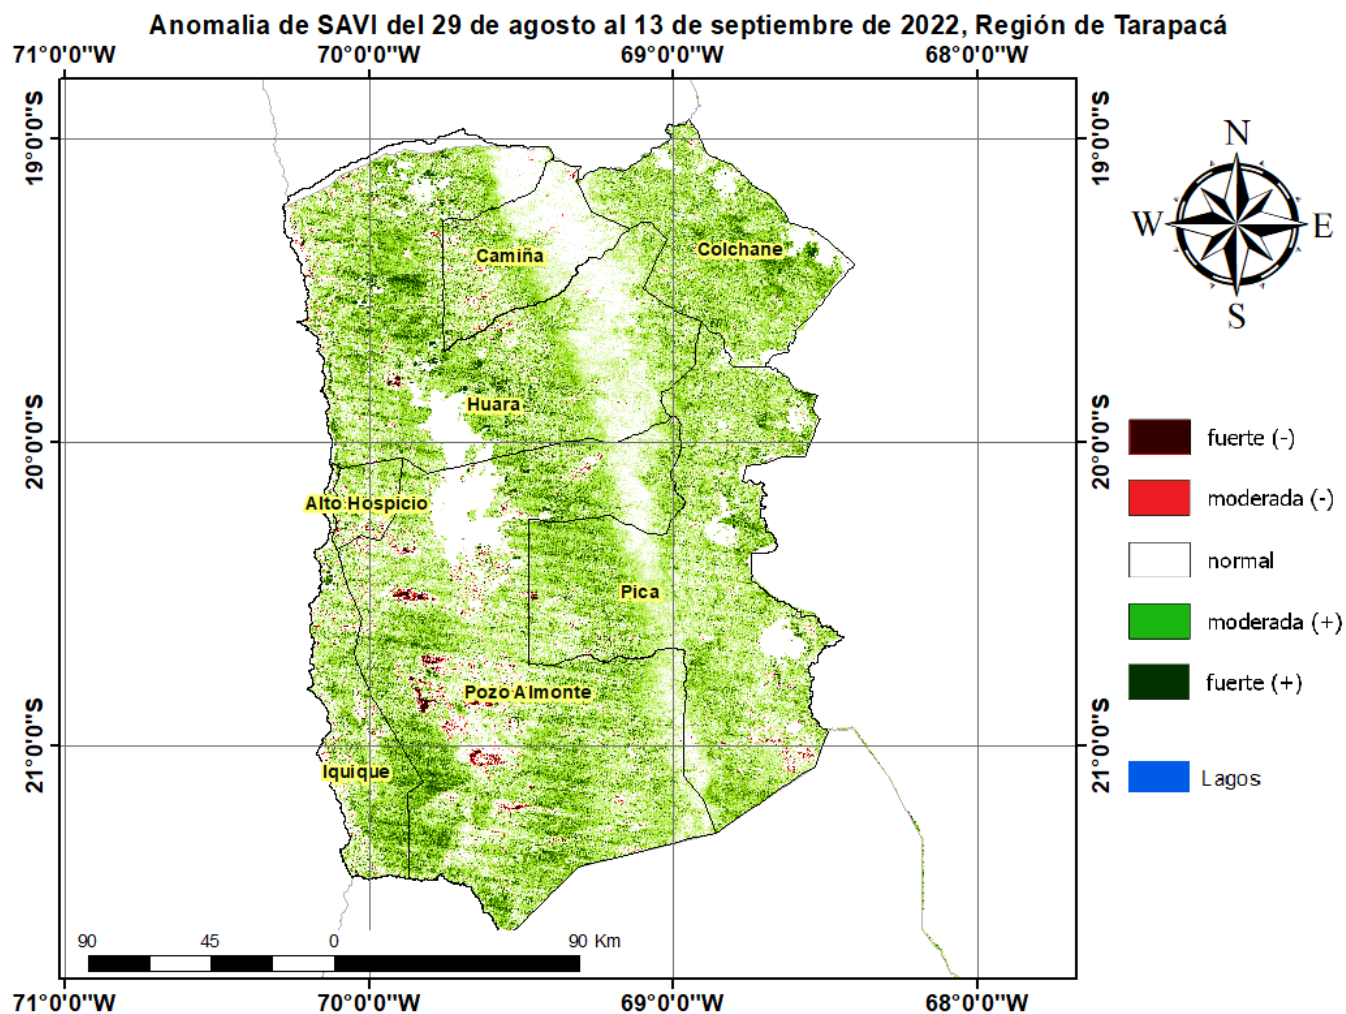 Anomalia de SAVI del 29 de agosto al 13 de septiembre de 2022, Región de Tarapacá
71°0'0"W 70°0'0"W 69°0'0"W 68°0'0"W
19°0'0"S
19°0'0"S
N
W
E
S
Camiña
Colchane
Huara
20°0'0"S
20°0'0"S
Alto Hospicio
Pica
Pozo Almonte
21°0'0"S
21°0'0"S
Iquique
fuerte (-)
moderada (-)
normal
moderada (+)
fuerte (+)
Lagos
90 45 0 90 Km
71°0'0"W 70°0'0"W 69°0'0"W 68°0'0"W